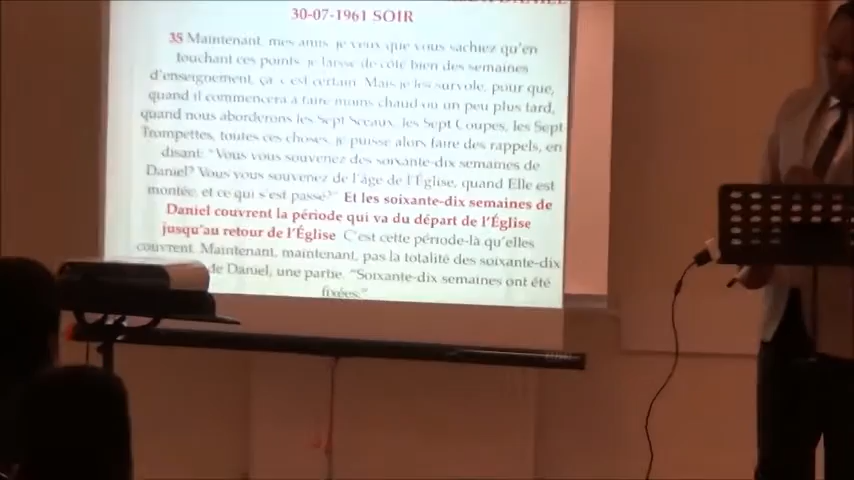 DANIEL
30-07-1961 SOIR
35 Maintenant, mes amis, je veux que vous sachiez qu'en
touchant ces points, je laisse de côté bien des semaines
d'enseignement, ça c'est certain. Mais je les survole, pour que,
quand il commencera à faire moins chaud ou un peu plus tard,
quand nous aborderons les Sept Sceaux, les Sept Coupes, les Sept
Trompettes, toutes ces choses, je puisse alors faire des rappels, en
disant: "Vous vous souvenez des soixante-dix semaines de
Daniel? Vous vous souvenez de l'âge de l'Église, quand Elle est
montée, et ce qui s'est passé?" Et les soixante-dix semaines de
Daniel couvrent la période qui va du départ de l'Église
jusqu'au retour de l'Église. C'est cette période-là qu'elles
couvrent. Maintenant, maintenant, pas la totalité des soixante-dix
de Daniel, une partie. "Soixante-dix semaines ont été
fixées."